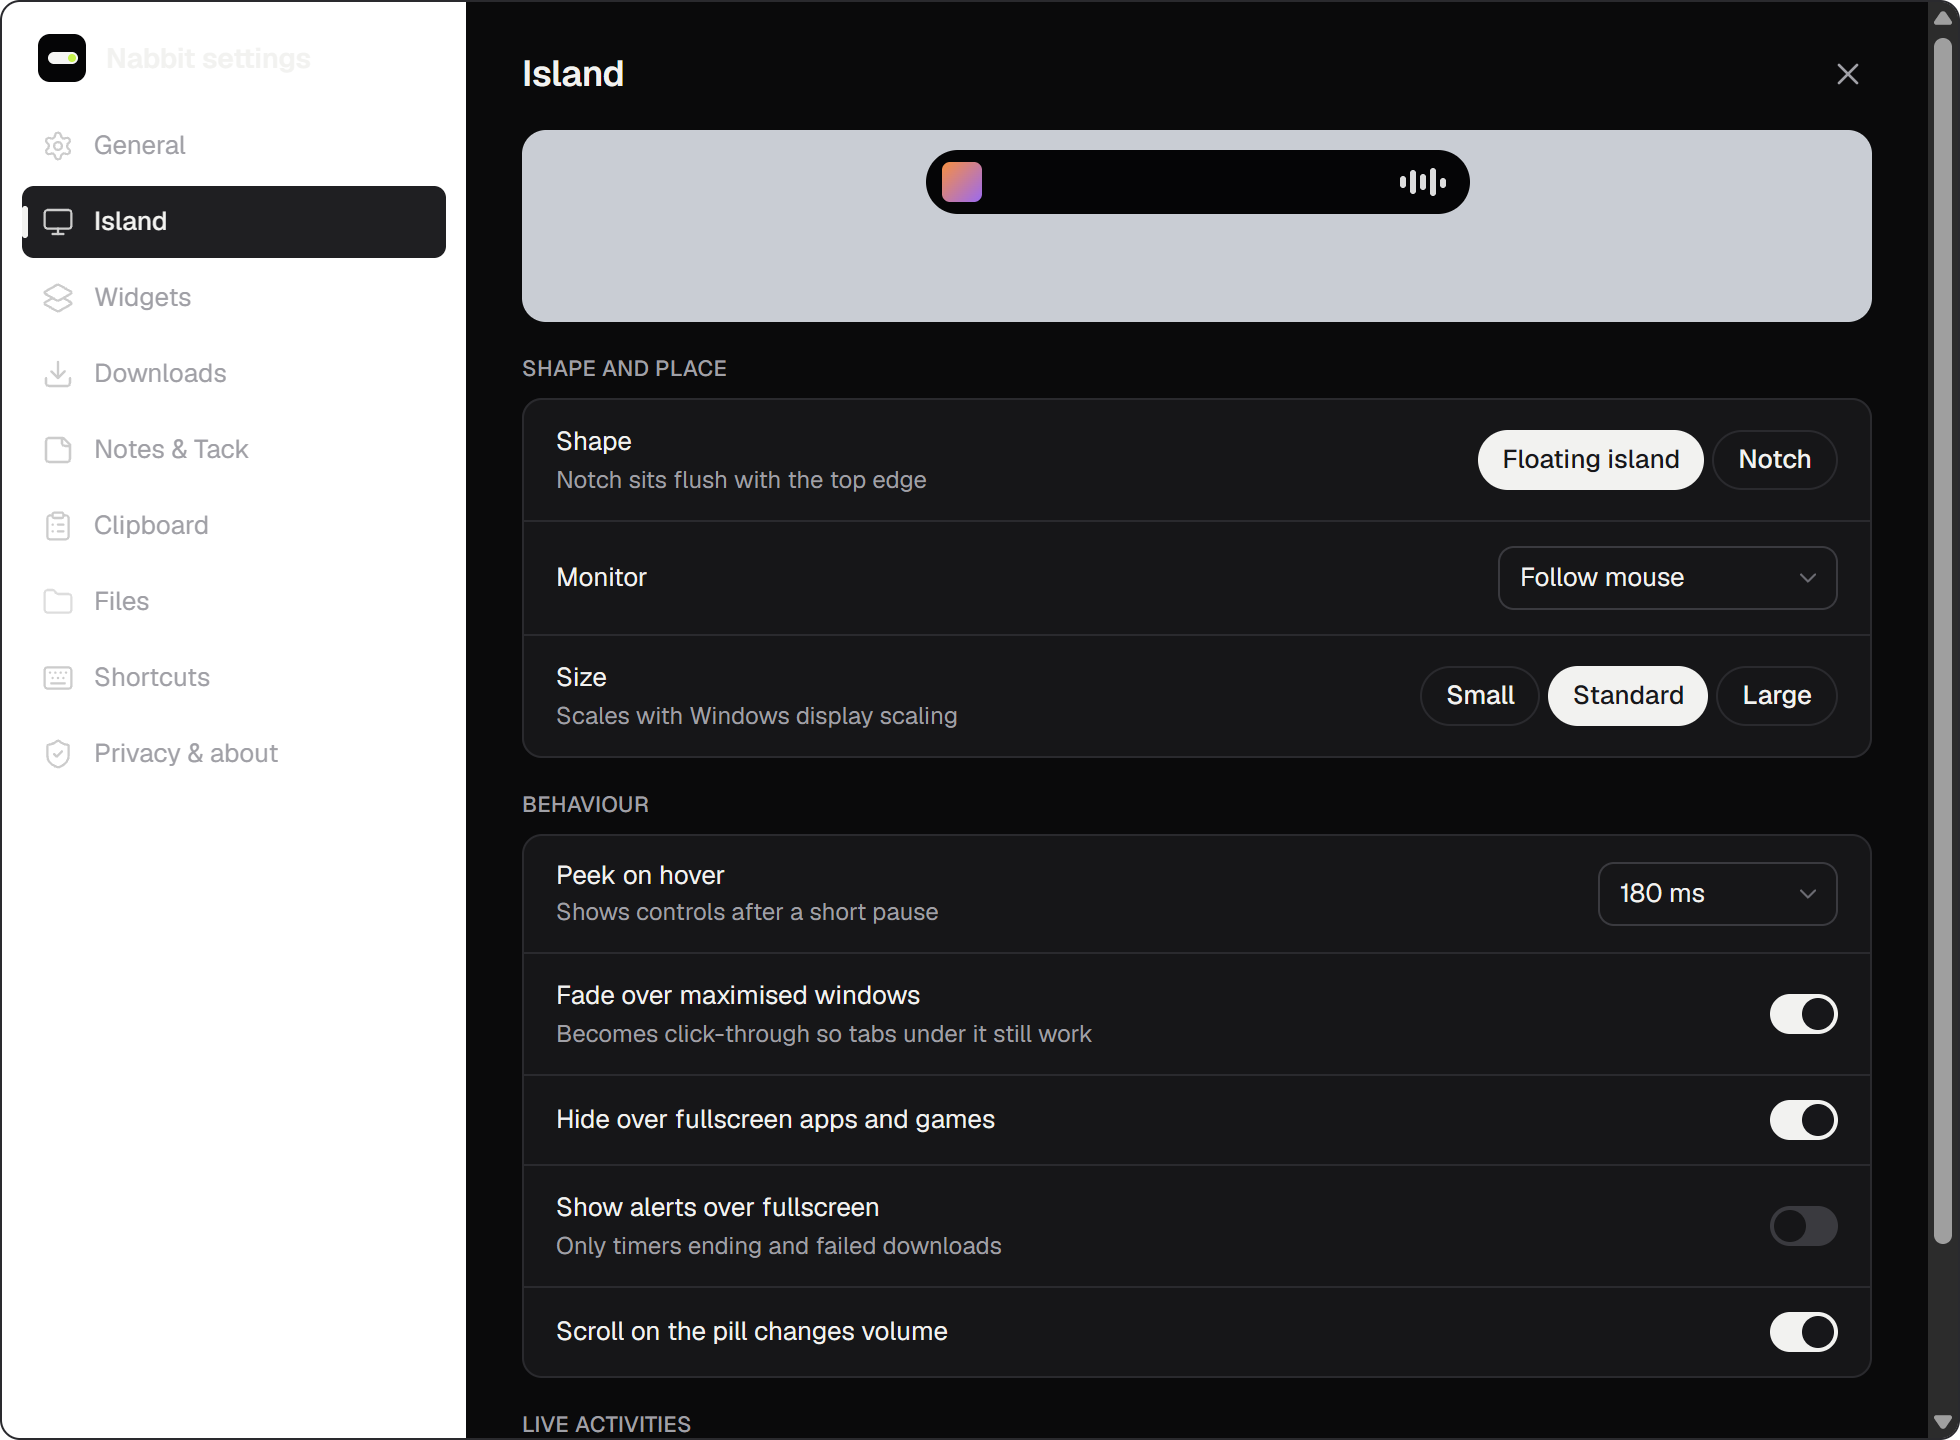 Nabbit settings
General
Island
Widgets
Downloads
Notes & Tack
Clipboard
Files
Shortcuts
Privacy & about
Island
SHAPE AND PLACE
Shape
Notch sits flush with the top edge
Floating island
Notch
Monitor
Follow mouse
Size
Scales with Windows display scaling
Small
Standard
Large
BEHAVIOUR
Peek on hover
Shows controls after a short pause
180 ms
Fade over maximised windows
Becomes click-through so tabs under it still work
Hide over fullscreen apps and games
Show alerts over fullscreen
Only timers ending and failed downloads
Scroll on the pill changes volume
LIVE ACTIVITIES